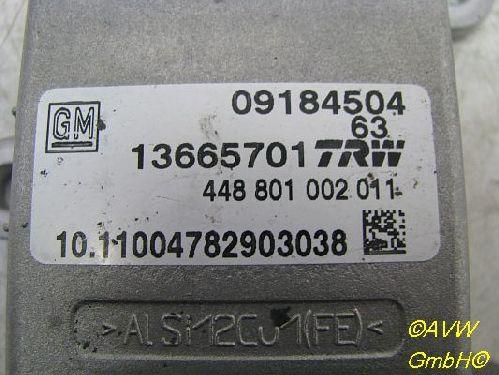 GM
09184504
63
13665701 TRW
448 801 002 011
10.11004782903038
>ALSi12CU1(FE)<
©AVW
GmbH©